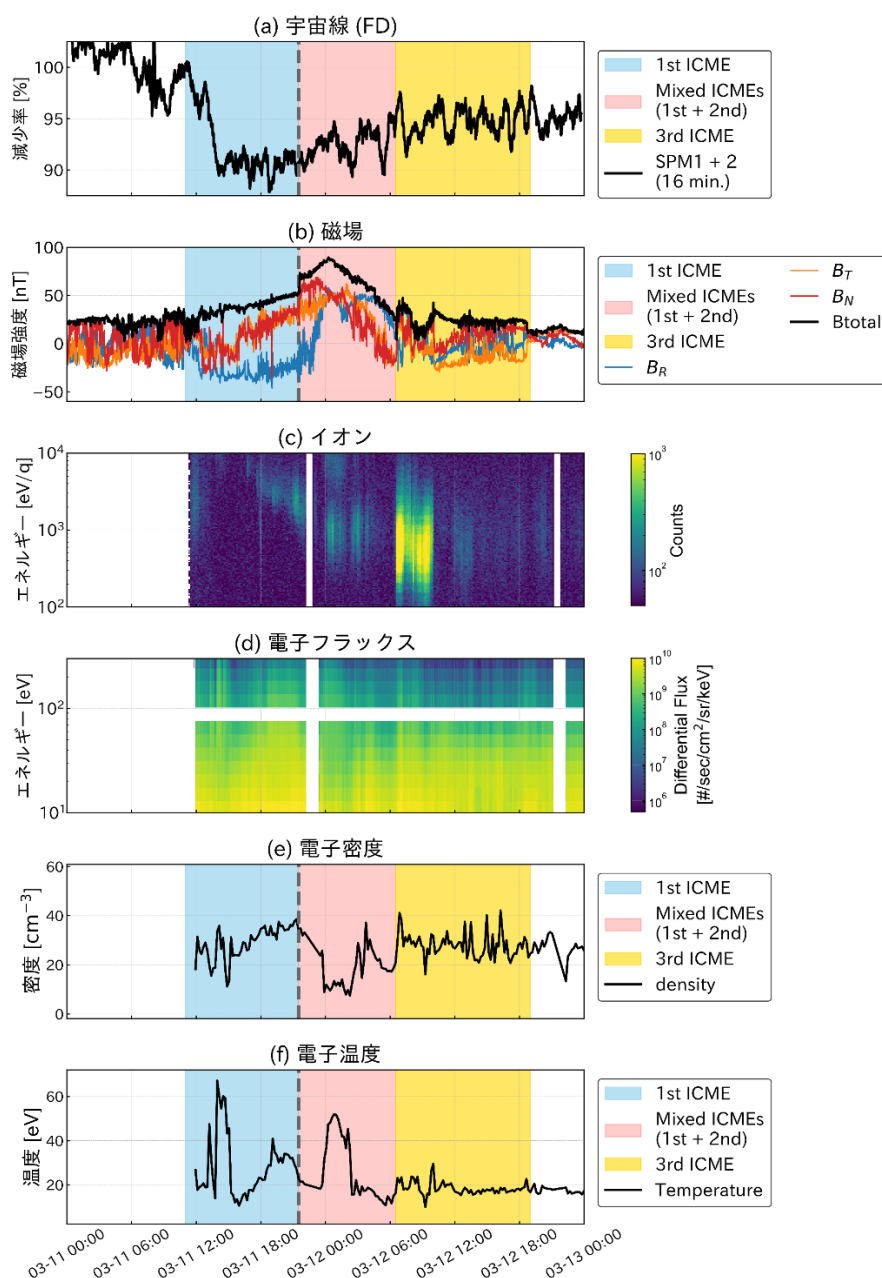 (a) 宇宙線 (FD)
減少率 [%]
100
95
90
1st ICME
Mixed ICMEs
(1st + 2nd)
3rd ICME
SPM1 + 2
(16 min.)
(b) 磁場
磁場強度 [nT]
100
50
0
−50
1st ICME
Mixed ICMEs
(1st + 2nd)
3rd ICME
B_R
B_T
B_N
Btotal
(c) イオン
エネルギー [eV/q]
10^4
10^3
10^2
10^3
10^2
Counts
(d) 電子フラックス
エネルギー [eV]
10^2
10^1
10^10
10^9
10^8
10^7
10^6
Differential Flux
[#/sec/cm^2/sr/keV]
(e) 電子密度
密度 [cm^−3]
60
40
20
0
1st ICME
Mixed ICMEs
(1st + 2nd)
3rd ICME
density
(f) 電子温度
温度 [eV]
60
40
20
1st ICME
Mixed ICMEs
(1st + 2nd)
3rd ICME
Temperature
03-11 00:00
03-11 06:00
03-11 12:00
03-11 18:00
03-12 00:00
03-12 06:00
03-12 12:00
03-12 18:00
03-13 00:00